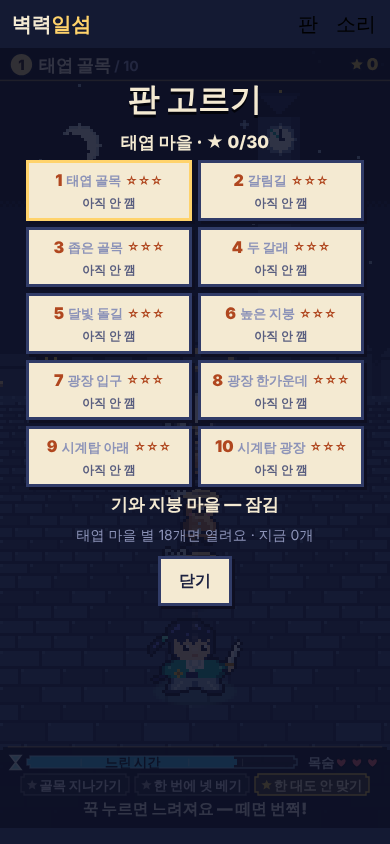 벽력일섬 판 소리
1 태엽 골목 / 10 ★ 0
판 고르기
태엽 마을 · ★ 0/30
1 태엽 골목 ☆☆☆
아직 안 깸
2 갈림길 ☆☆☆
아직 안 깸
3 좁은 골목 ☆☆☆
아직 안 깸
4 두 갈래 ☆☆☆
아직 안 깸
5 달빛 돌길 ☆☆☆
아직 안 깸
6 높은 지붕 ☆☆☆
아직 안 깸
7 광장 입구 ☆☆☆
아직 안 깸
8 광장 한가운데 ☆☆☆
아직 안 깸
9 시계탑 아래 ☆☆☆
아직 안 깸
10 시계탑 광장 ☆☆☆
아직 안 깸
기와 지붕 마을 — 잠김
태엽 마을 별 18개면 열려요 · 지금 0개
닫기
느린 시간 목숨 ♥ ♥ ♥
★골목 지나가기 ★한 번에 넷 베기 ★한 대도 안 맞기
꾹 누르면 느려져요 — 떼면 번쩍!